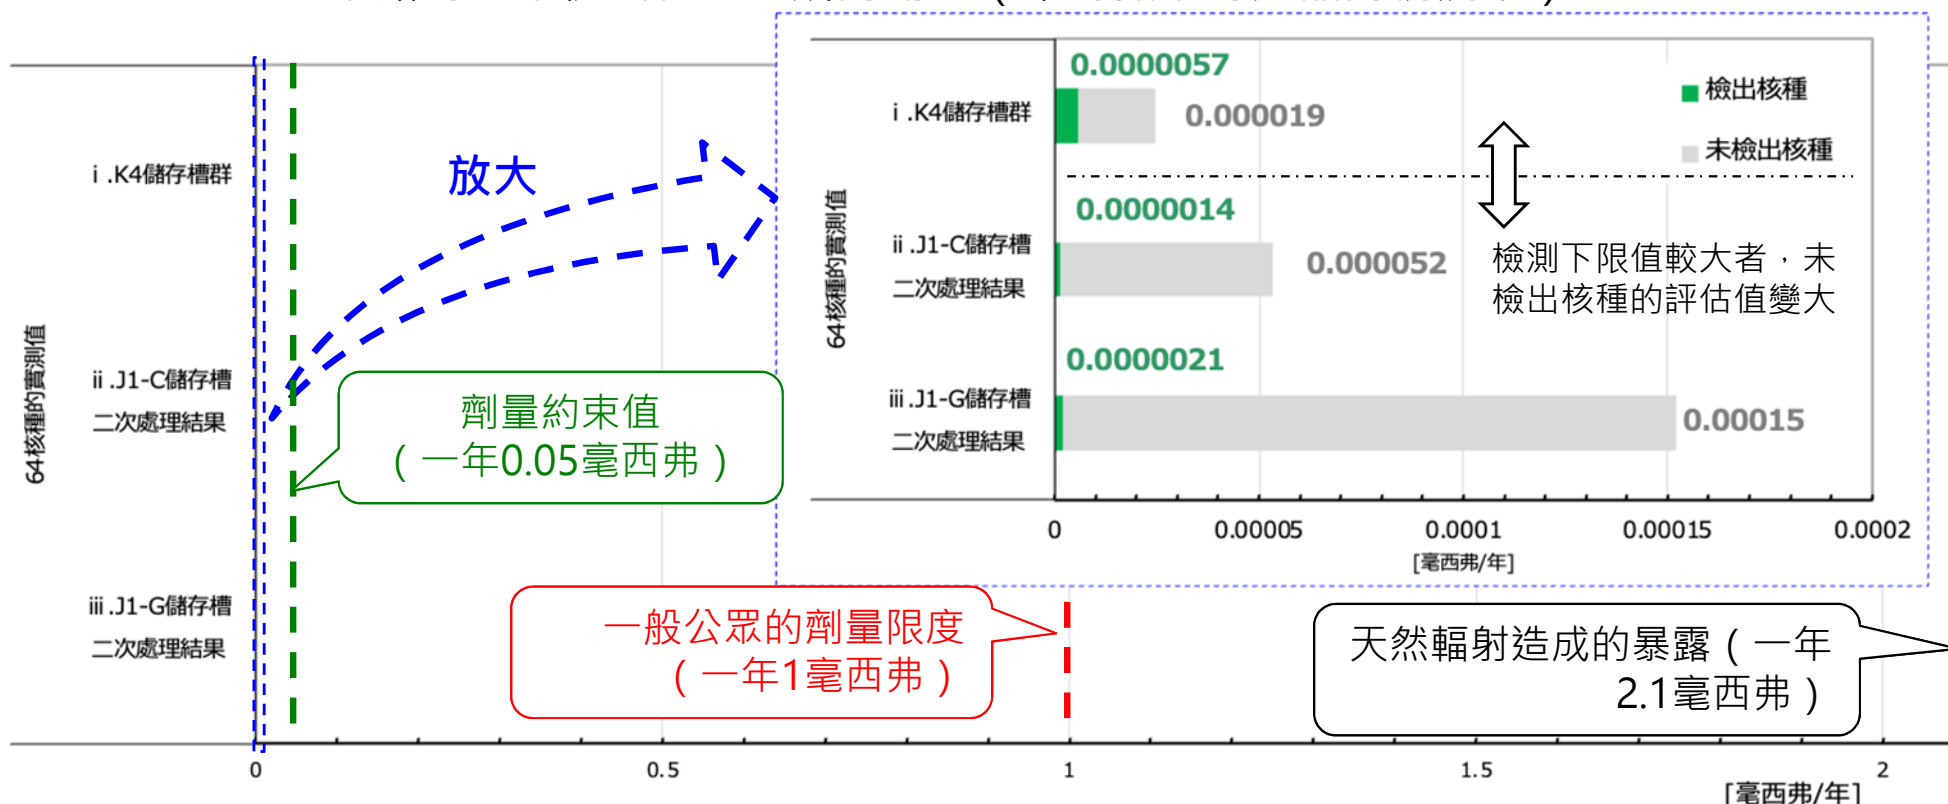 0.0000057
i .K4儲存槽群
0.000019
檢出核種
未檢出核種
0.0000014
ii .J1-C儲存槽
二次處理結果
0.000052
檢測下限值較大者，未
檢出核種的評估值變大
64核種的實測值
0.0000021
iii .J1-G儲存槽
二次處理結果
0.00015
0
0.00005
0.0001
0.00015
0.0002
[毫西弗/年]
i .K4儲存槽群
放大
64核種的實測值
ii .J1-C儲存槽
二次處理結果
劑量約束值
（一年0.05毫西弗）
iii .J1-G儲存槽
二次處理結果
一般公眾的劑量限度
（一年1毫西弗）
天然輻射造成的暴露（一年
2.1毫西弗）
0
0.5
1
1.5
2
[毫西弗/年]